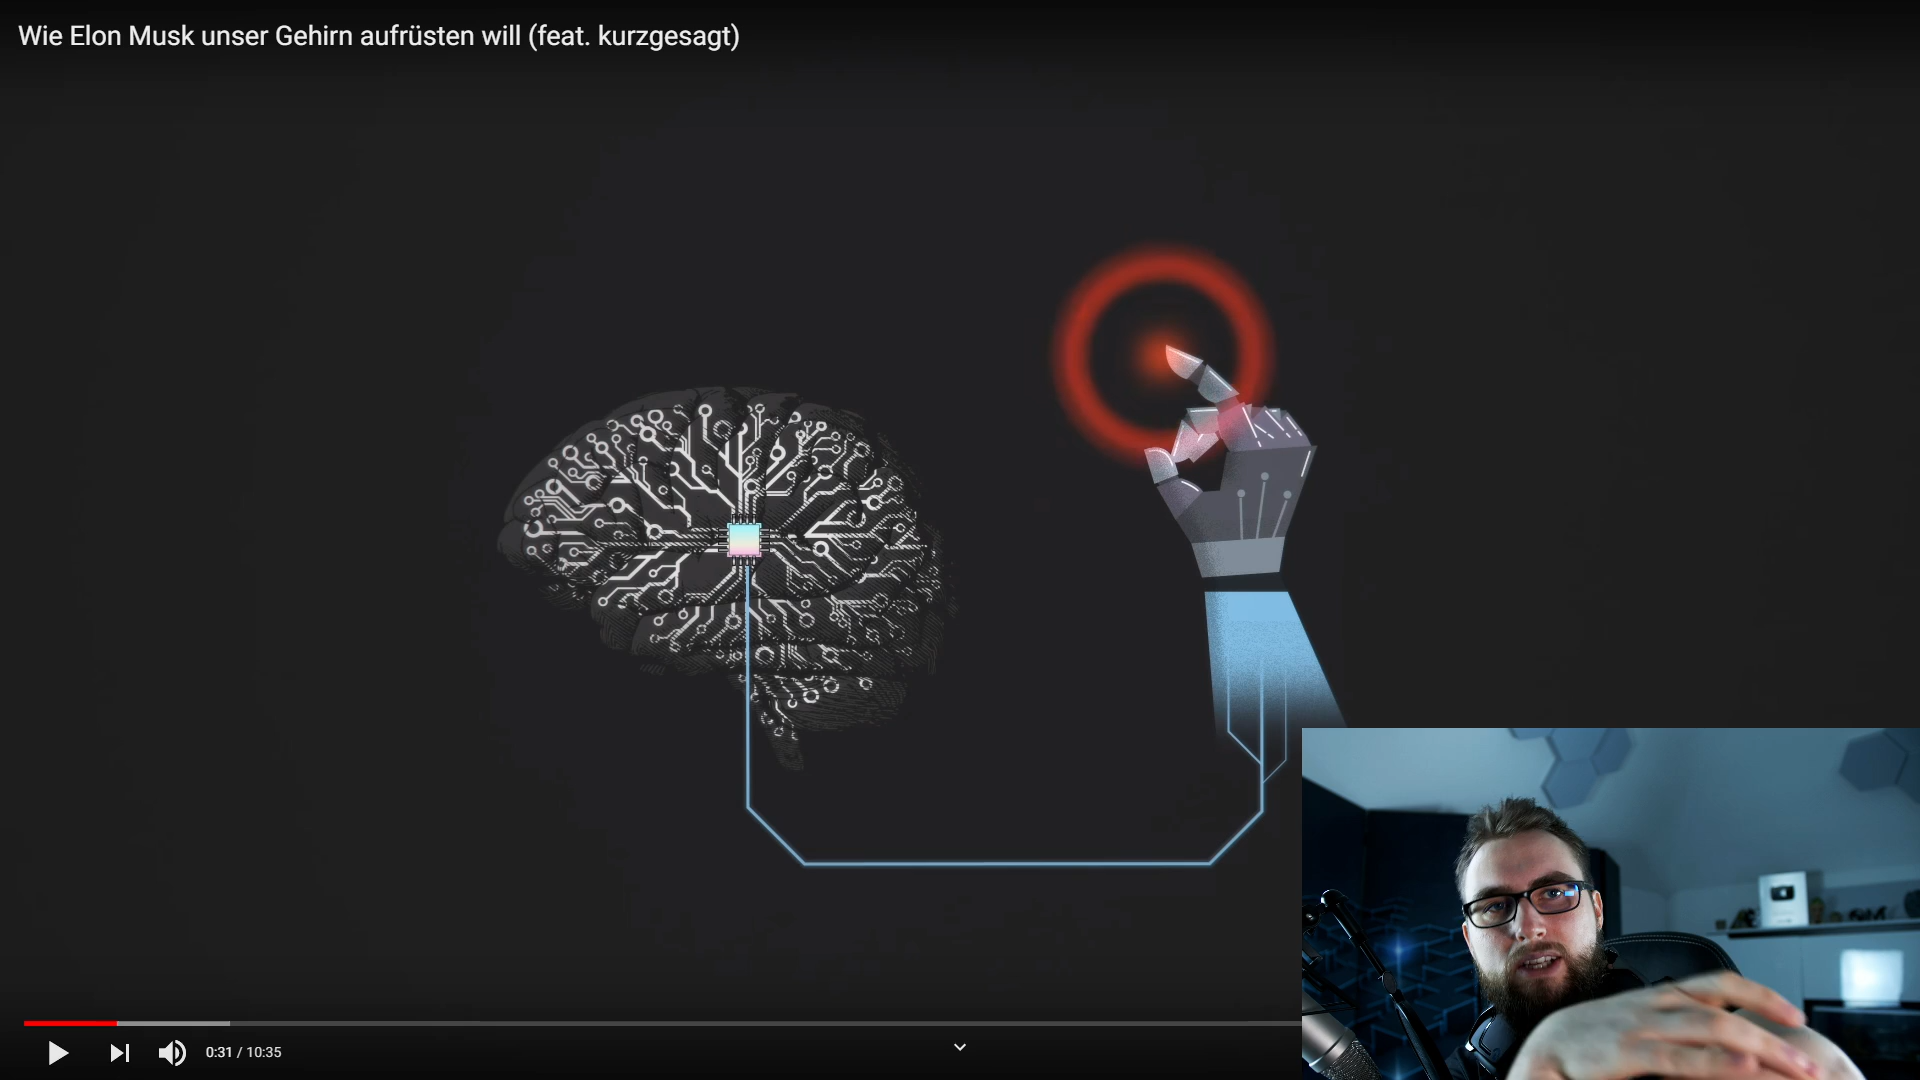 Wie Elon Musk unser Gehirn aufrüsten will (feat. kurzgesagt)
0:31 / 10:35